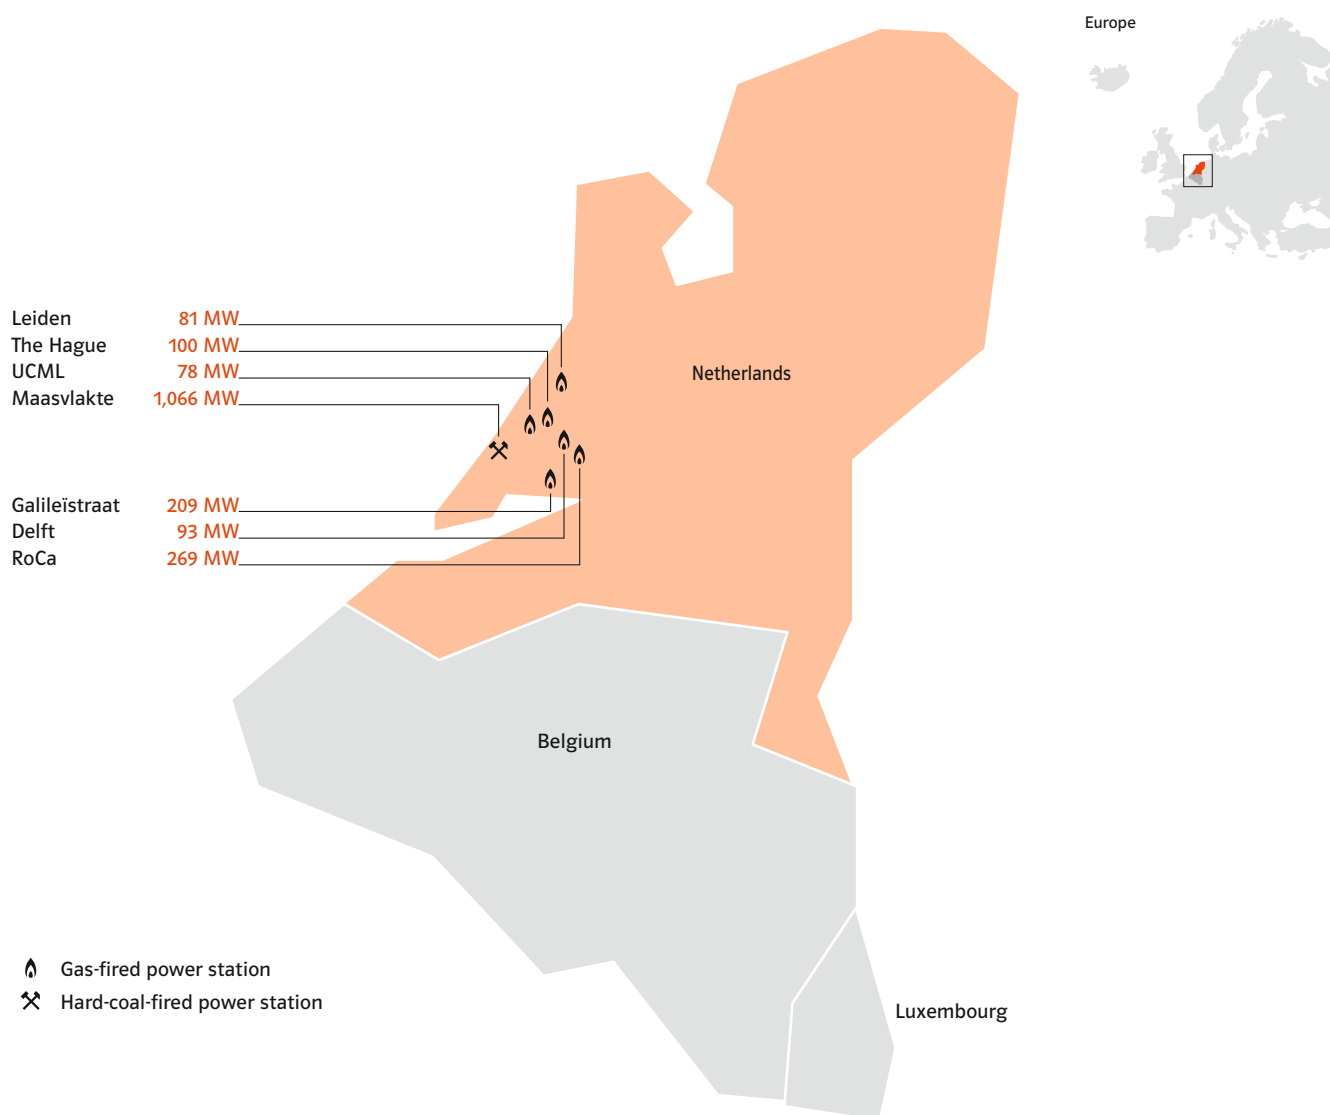 Europe
Leiden 81 MW
The Hague 100 MW
UCML 78 MW
Maasvlakte 1,066 MW
Netherlands
Galileïstraat 209 MW
Delft 93 MW
RoCa 269 MW
Belgium
Gas-fired power station
Hard-coal-fired power station
Luxembourg